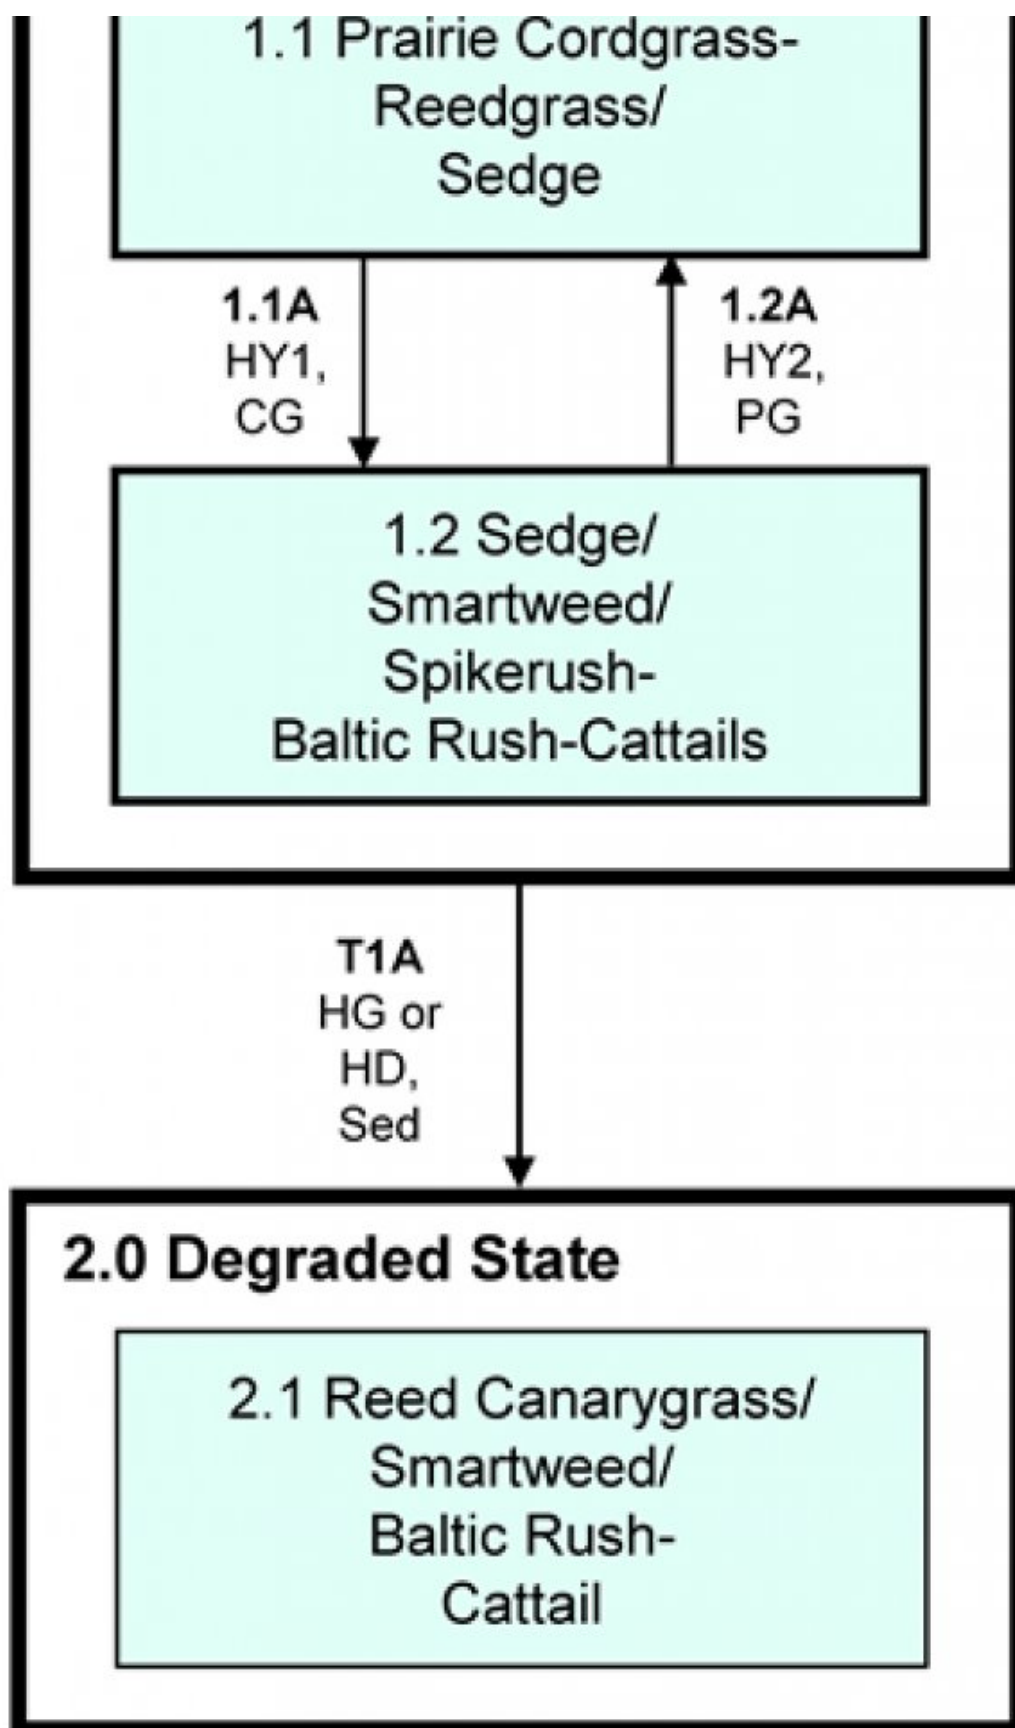 1.1 Prairie Cordgrass-
Reedgrass/
Sedge
1.1A
HY1,
CG
1.2A
HY2,
PG
1.2 Sedge/
Smartweed/
Spikerush-
Baltic Rush-Cattails
T1A
HG or
HD,
Sed
2.0 Degraded State
2.1 Reed Canarygrass/
Smartweed/
Baltic Rush-
Cattail